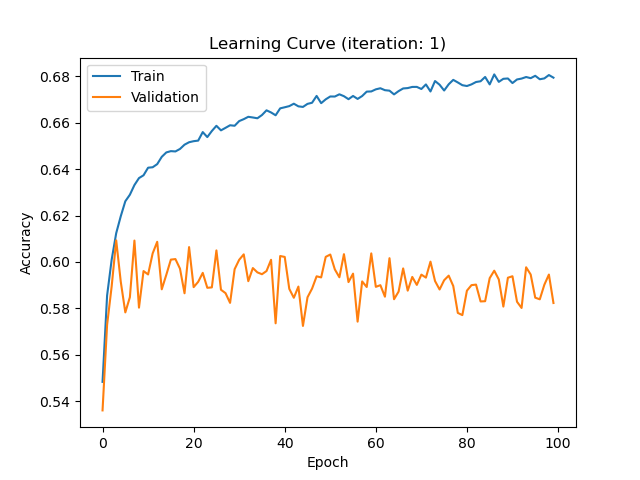 Learning Curve (iteration: 1)
Train
Validation
0.68
0.66
0.64
0.62
0.60
0.58
0.56
0.54
Accuracy
0 20 40 60 80 100
Epoch